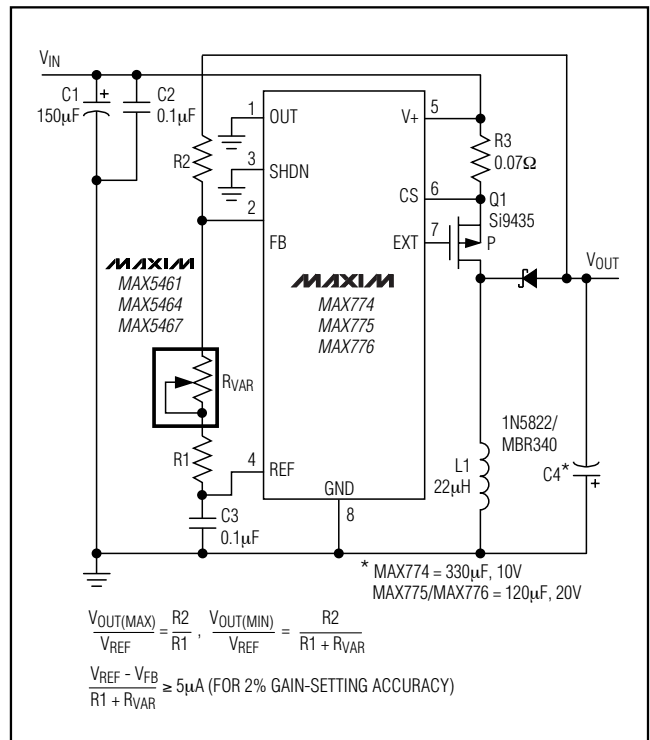 VIN
C1
150µF
+
C2
0.1µF
R2
1
OUT
3
SHDN
2
FB
V+
5
CS
6
EXT
7
R3
0.07Ω
Q1
Si9435
P
VOUT
MAXIM
MAX5461
MAX5464
MAX5467
MAXIM
MAX774
MAX775
MAX776
RVAR
R1
4
REF
GND
8
C3
0.1µF
L1
22µH
1N5822/
MBR340
C4*
+
* MAX774 = 330µF, 10V
MAX775/MAX776 = 120µF, 20V
VOUT(MAX)/VREF = R2/R1 , VOUT(MIN)/VREF = R2/(R1 + RVAR)
(VREF - VFB)/(R1 + RVAR) ≥ 5µA (FOR 2% GAIN-SETTING ACCURACY)